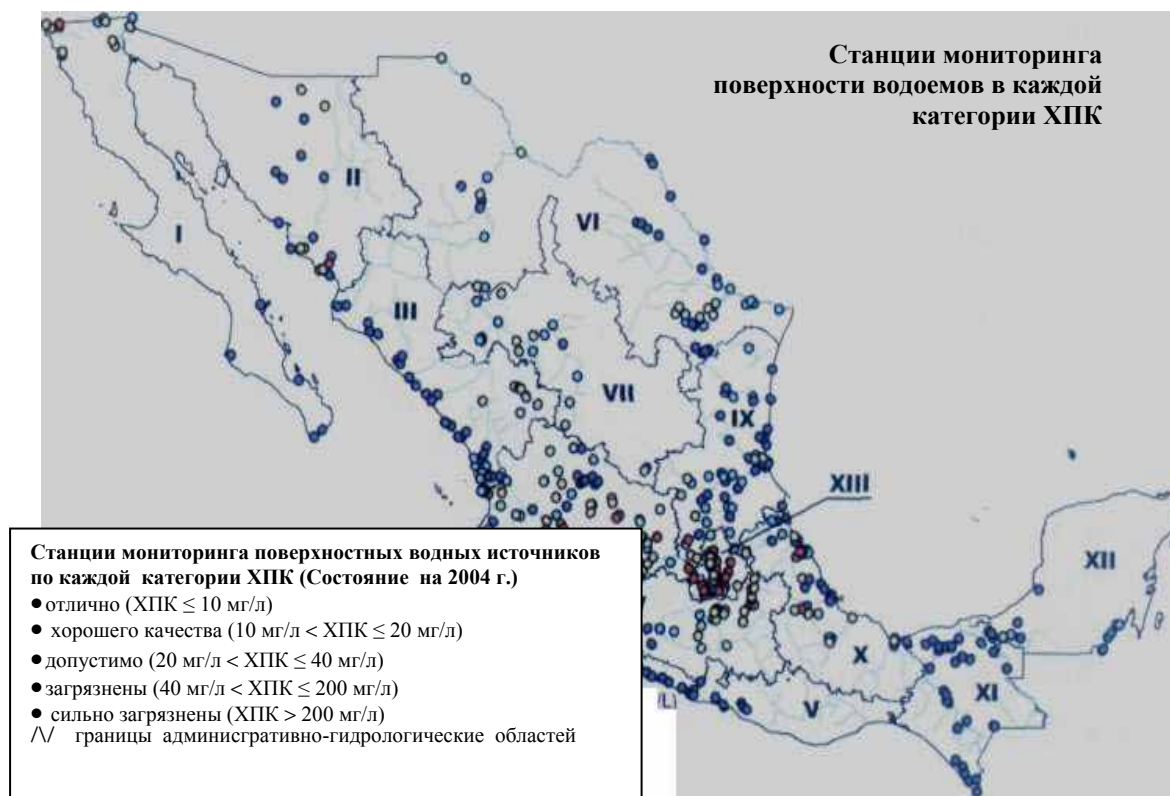 Станции мониторинга
поверхности водоемов в каждой
категории ХПК
I
II
III
VI
VII
IX
XIII
XII
X
XI
V
(L)
Станции мониторинга поверхностных водных источников
по каждой категории ХПК (Состояние на 2004 г.)
● отлично (ХПК ≤ 10 мг/л)
● хорошего качества (10 мг/л < ХПК ≤ 20 мг/л)
● допустимо (20 мг/л < ХПК ≤ 40 мг/л)
● загрязнены (40 мг/л < ХПК ≤ 200 мг/л)
● сильно загрязнены (ХПК > 200 мг/л)
/\/ границы админисгративно-гидрологические областей